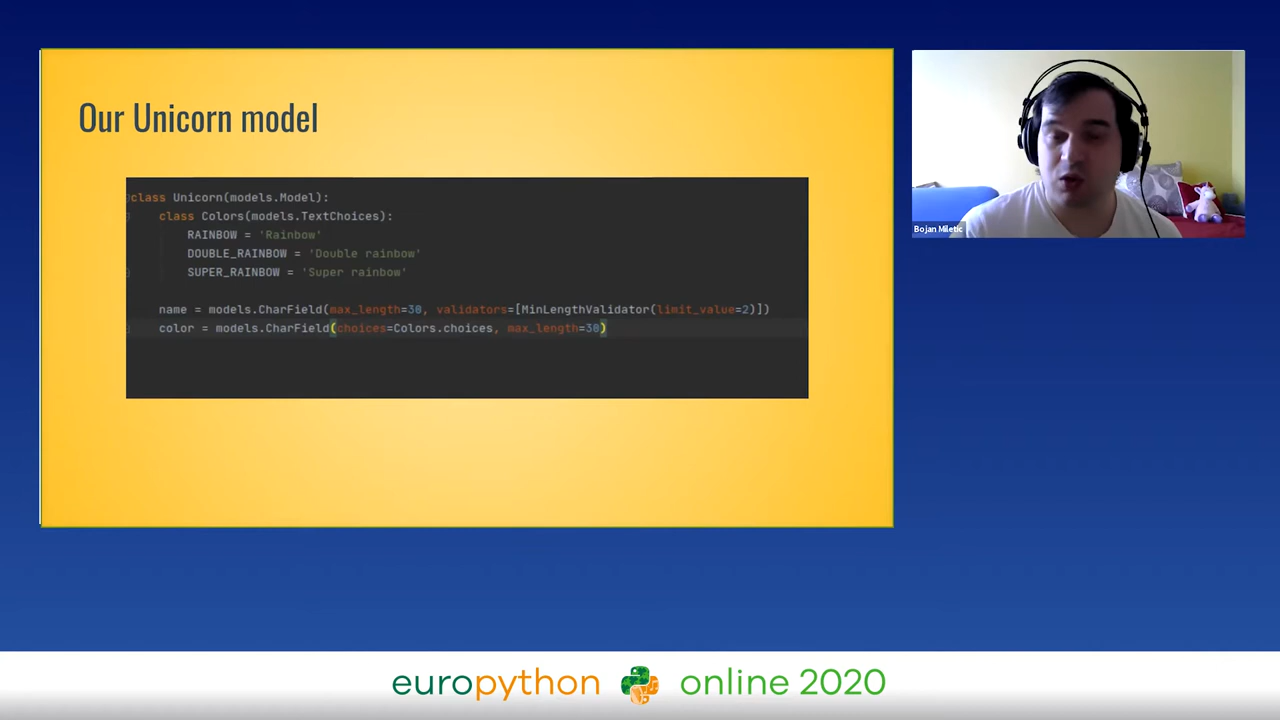 Our Unicorn model
class Unicorn(models.Model):
class Colors(models.TextChoices):
RAINBOW = 'Rainbow'
DOUBLE_RAINBOW = 'Double rainbow'
SUPER_RAINBOW = 'Super rainbow'
name = models.CharField(max_length=30, validators=[MinLengthValidator(limit_value=2)])
color = models.CharField(choices=Colors.choices, max_length=30)
Bojan Miletic
europython online 2020